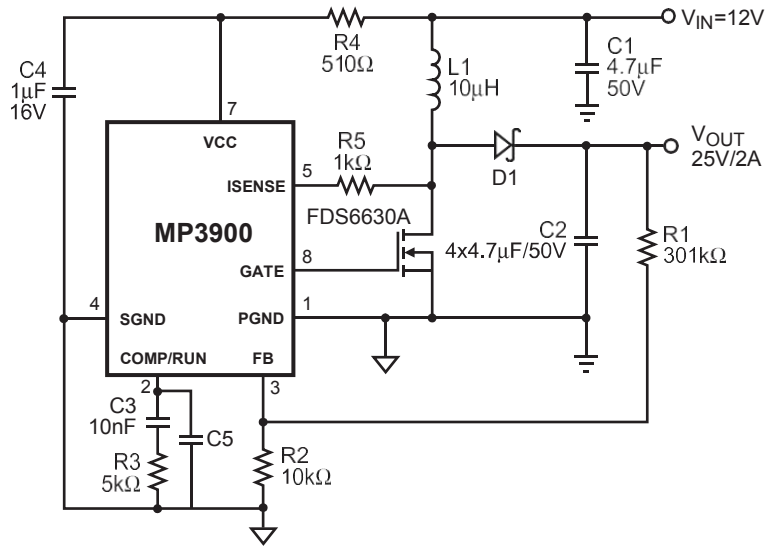 VIN=12V
R4
510Ω
C1
4.7μF
50V
L1
10μH
C4
1μF
16V
7
VCC
R5
1kΩ
5
ISENSE
D1
VOUT
25V/2A
FDS6630A
MP3900
8
GATE
C2
4x4.7μF/50V
R1
301kΩ
4
SGND
1
PGND
COMP/RUN
FB
2
3
C3
10nF
C5
R3
5kΩ
R2
10kΩ